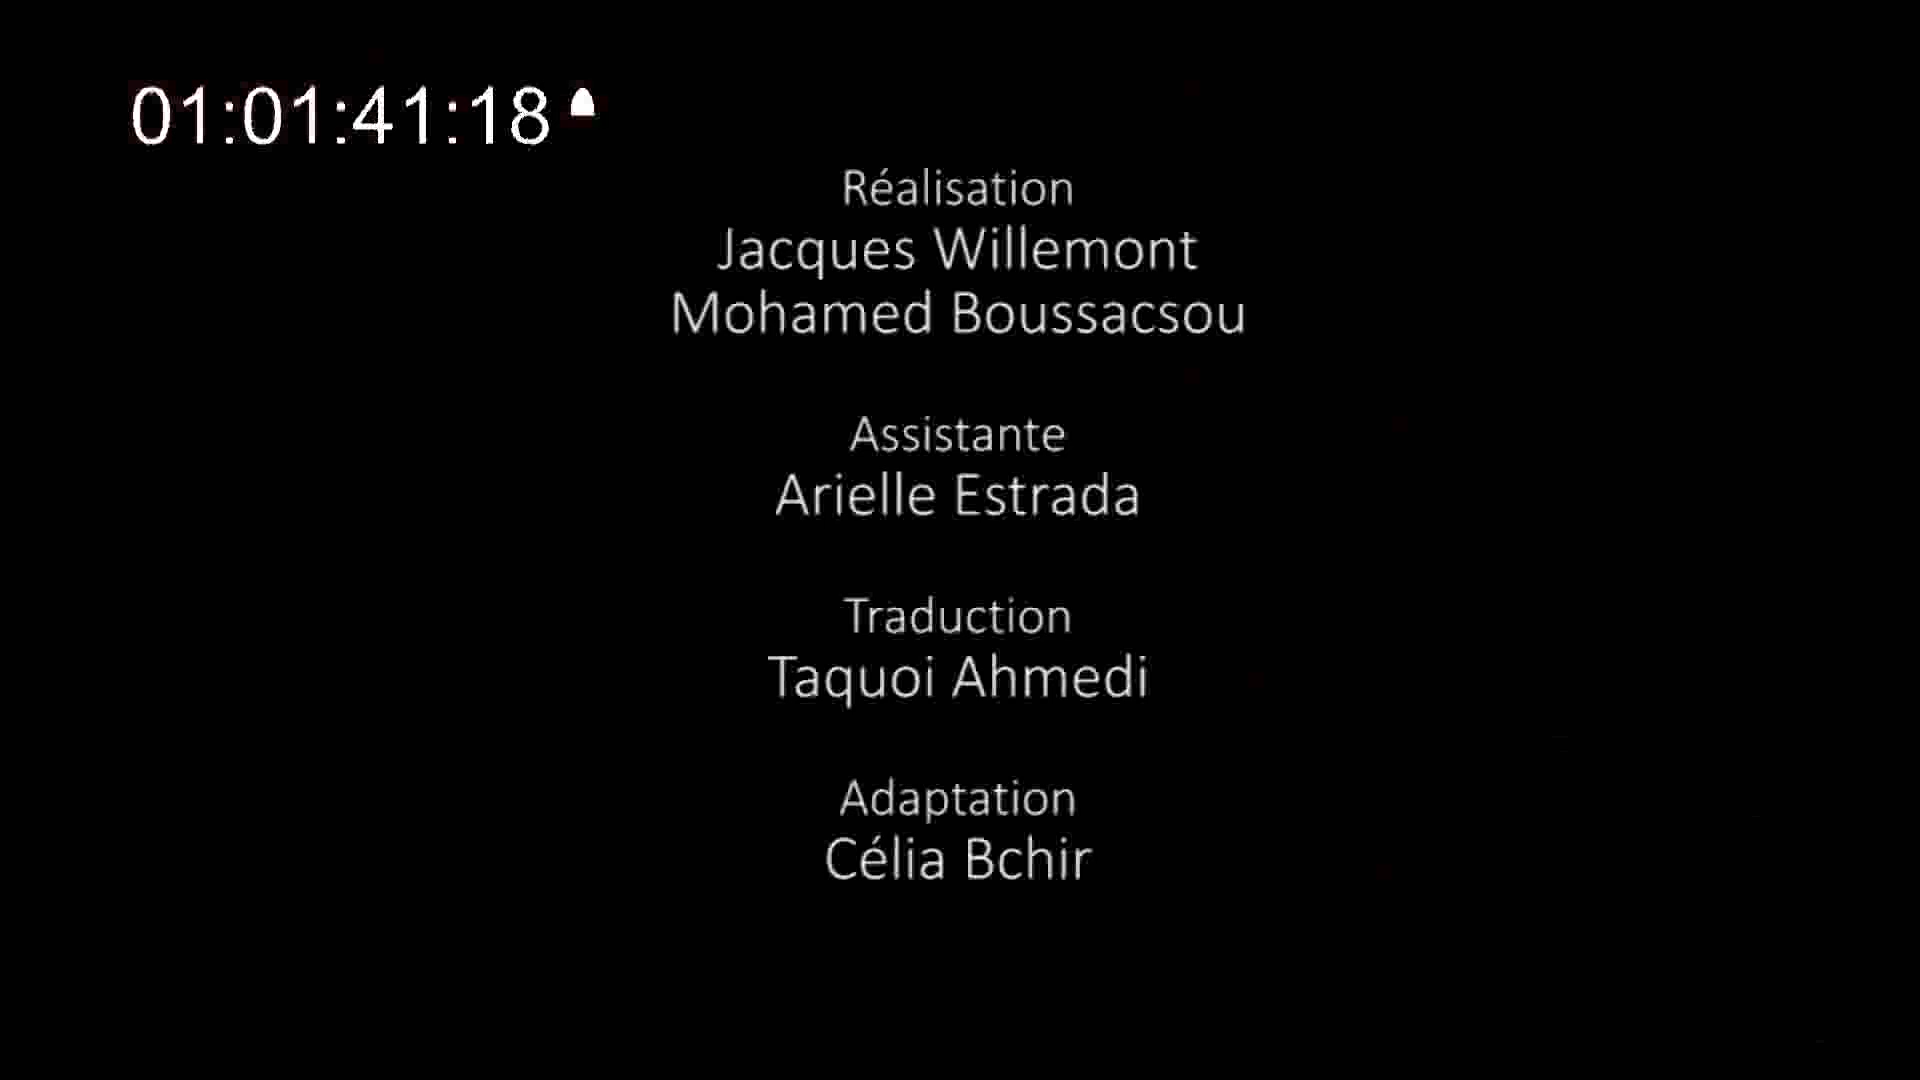 01:01:41:18
Réalisation
Jacques Willemont
Mohamed Boussacsou
Assistante
Arielle Estrada
Traduction
Taquoi Ahmedi
Adaptation
Célia Bchir